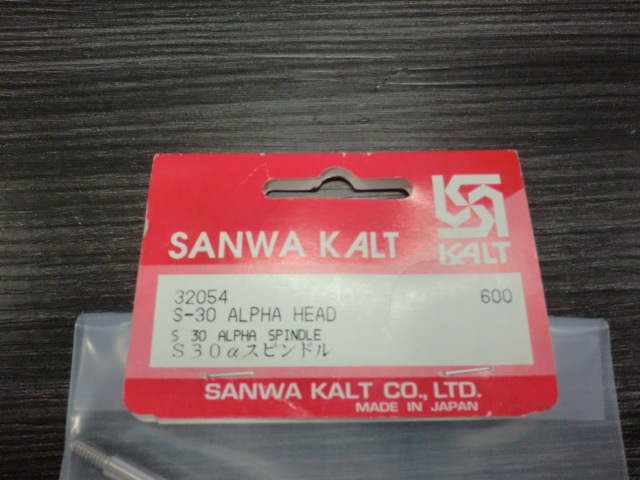 SANWA KALT
KALT
32054 600
S-30 ALPHA HEAD
S 30 ALPHA SPINDLE
S30αスピンドル
SANWA KALT CO., LTD.
MADE IN JAPAN